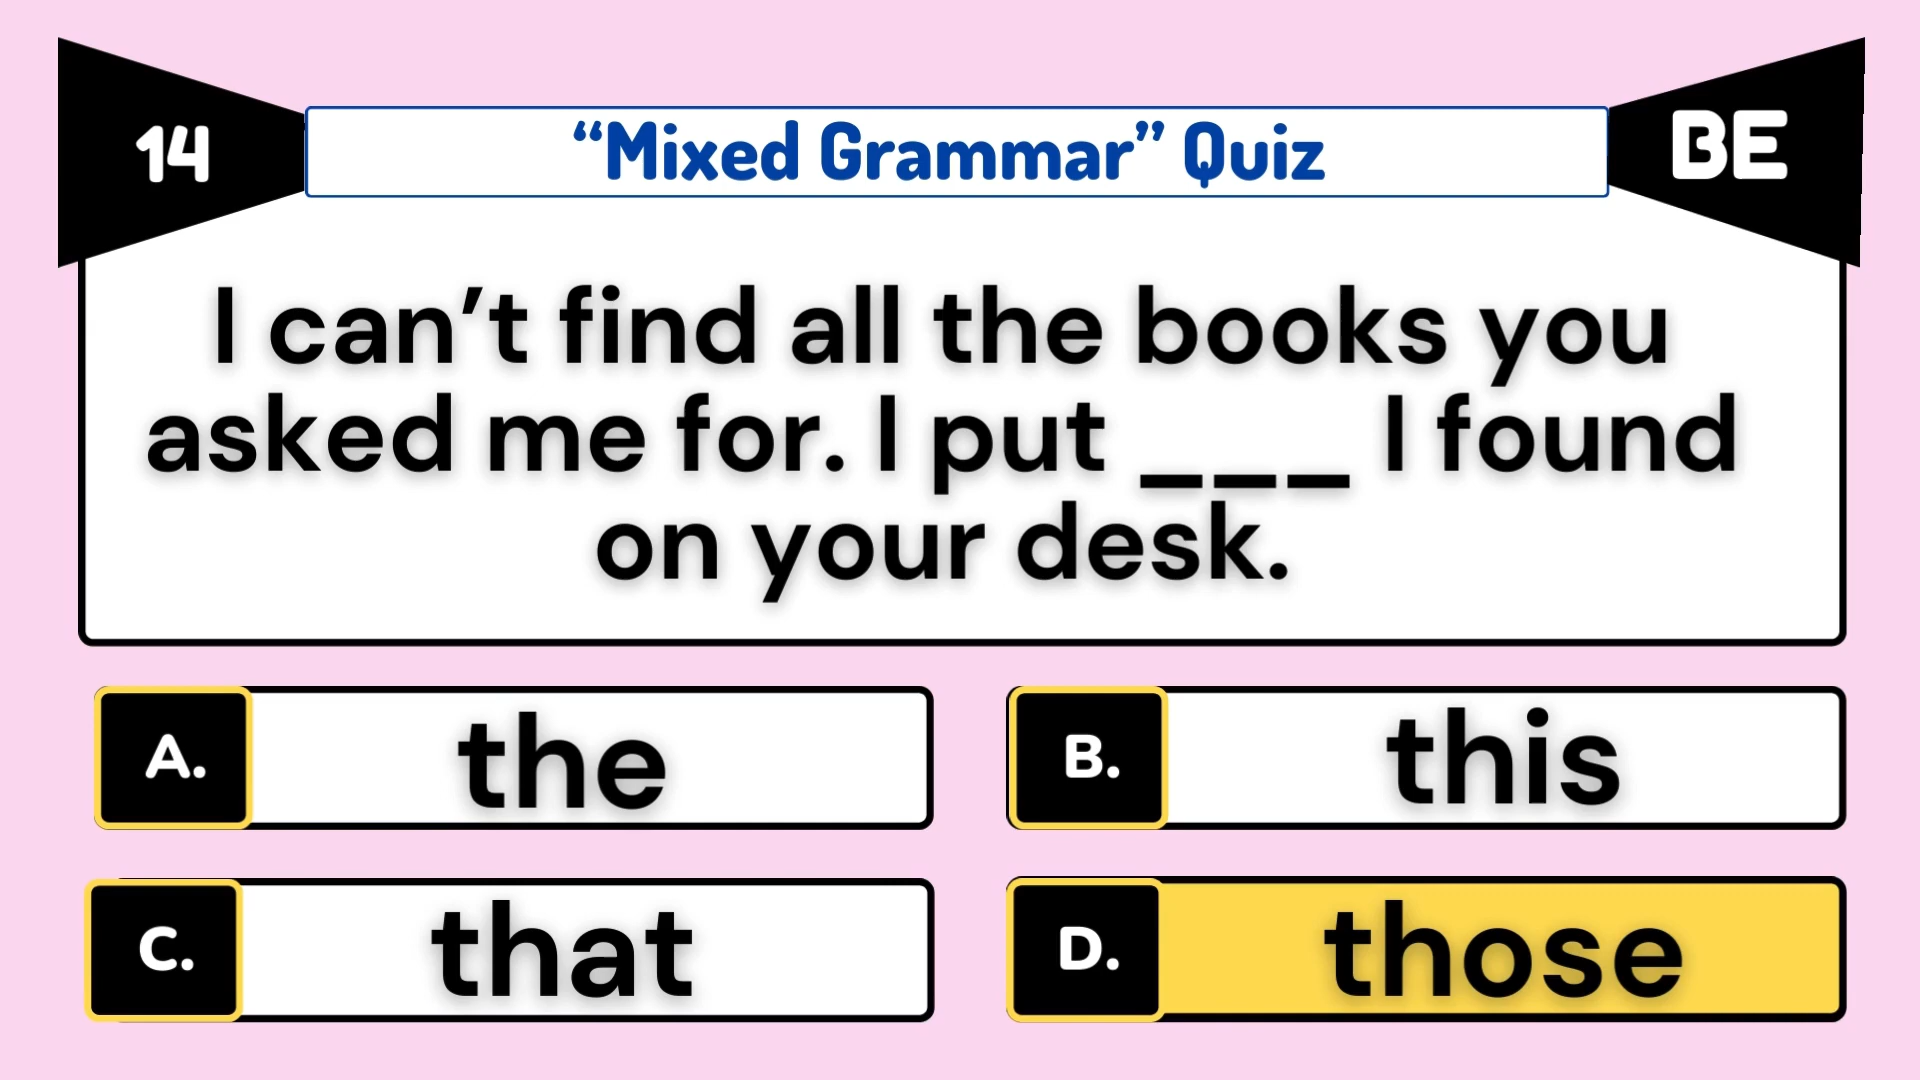 14
“Mixed Grammar” Quiz
BE
I can’t find all the books you
asked me for. I put ___ I found
on your desk.
A. the
B. this
C. that
D. those